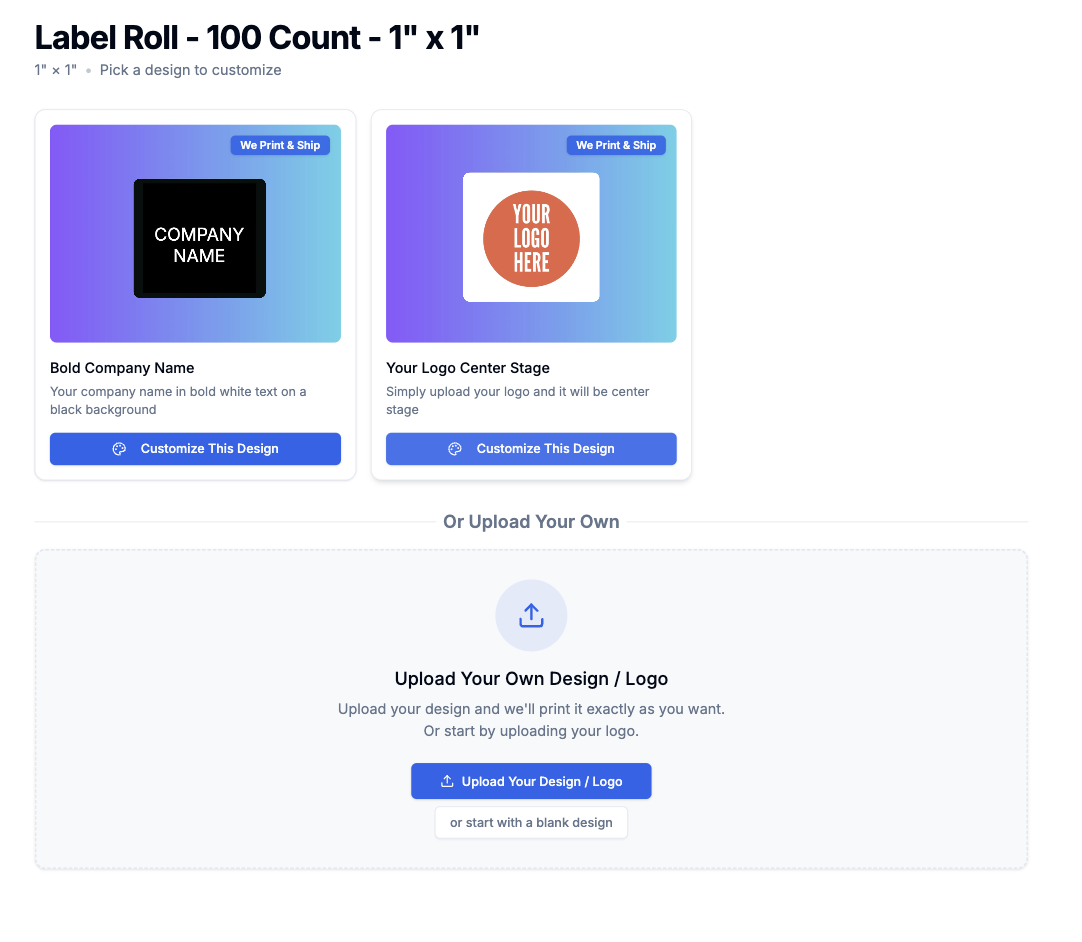 Label Roll - 100 Count - 1" x 1"
1" × 1" • Pick a design to customize
We Print & Ship
COMPANY
NAME
Bold Company Name
Your company name in bold white text on a
black background
Customize This Design
We Print & Ship
YOUR
LOGO
HERE
Your Logo Center Stage
Simply upload your logo and it will be center
stage
Customize This Design
Or Upload Your Own
Upload Your Own Design / Logo
Upload your design and we'll print it exactly as you want.
Or start by uploading your logo.
Upload Your Design / Logo
or start with a blank design